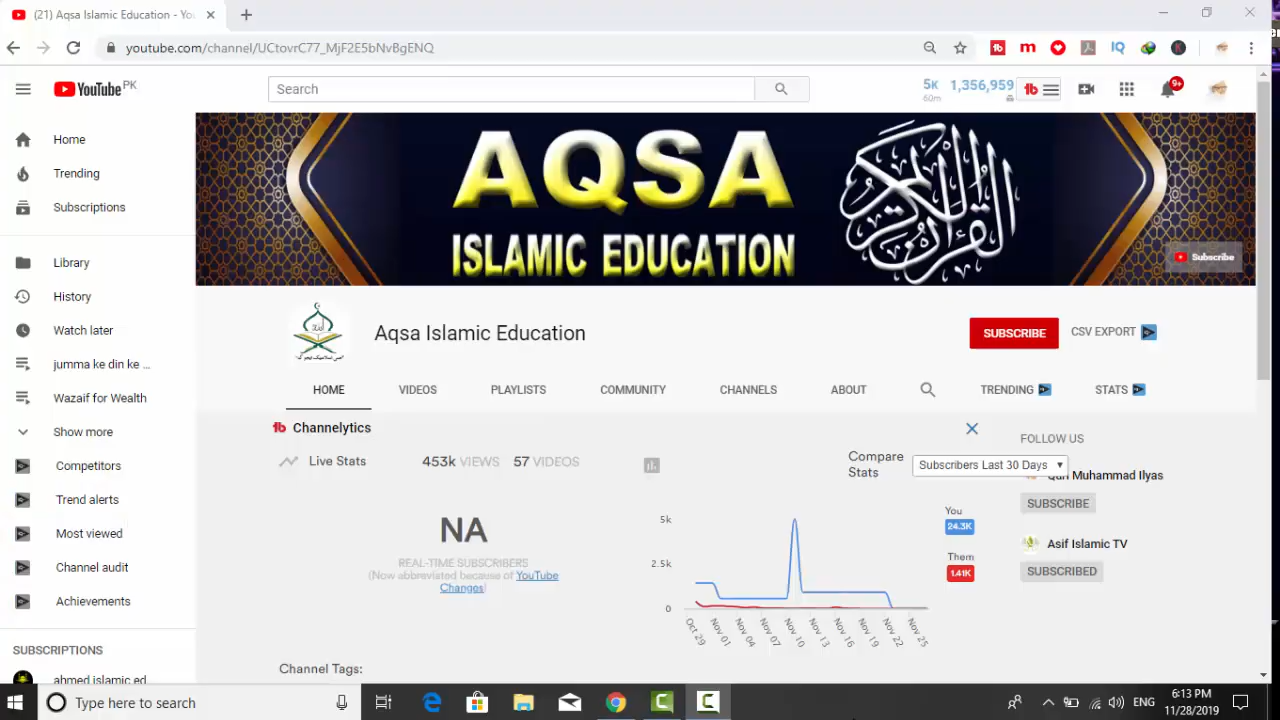 (21) Aqsa Islamic Education - Yo
youtube.com/channel/UCtovrC77_MjF2E5bNvBgENQ
YouTube PK
Search
5K
60m
1,356,959
tb
9+
Home
Trending
Subscriptions
Library
History
Watch later
jumma ke din ke ...
Wazaif for Wealth
Show more
Competitors
Trend alerts
Most viewed
Channel audit
Achievements
SUBSCRIPTIONS
ahmed islamic ed
AQSA
ISLAMIC EDUCATION
القرآن الكريم
Subscribe
Aqsa Islamic Education
SUBSCRIBE
CSV EXPORT
HOME VIDEOS PLAYLISTS COMMUNITY CHANNELS ABOUT TRENDING STATS
tb Channelytics
Live Stats
453k VIEWS 57 VIDEOS
Compare
Stats
Subscribers Last 30 Days
NA
REAL-TIME SUBSCRIBERS
(Now abbreviated because of YouTube
Changes)
5k
2.5k
0
Oct 29 Nov 01 Nov 04 Nov 07 Nov 10 Nov 13 Nov 16 Nov 19 Nov 22 Nov 25
You
24.3K
Them
1.41K
FOLLOW US
Qari Muhammad Ilyas
SUBSCRIBE
Asif Islamic TV
SUBSCRIBED
Channel Tags:
Type here to search
ENG
6:13 PM
11/28/2019